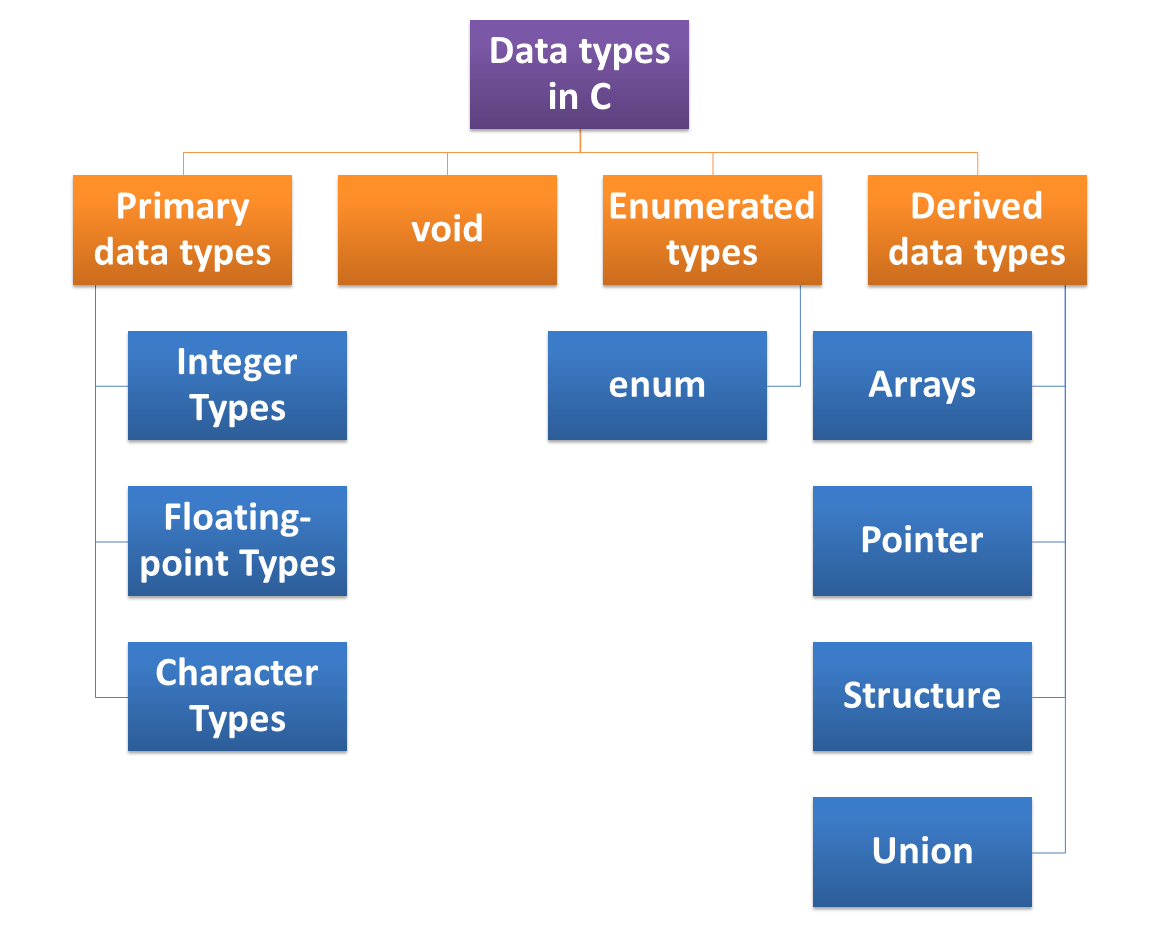 Data types
in C
Primary
data types
void
Enumerated
types
Derived
data types
Integer
Types
enum
Arrays
Floating-
point Types
Pointer
Character
Types
Structure
Union